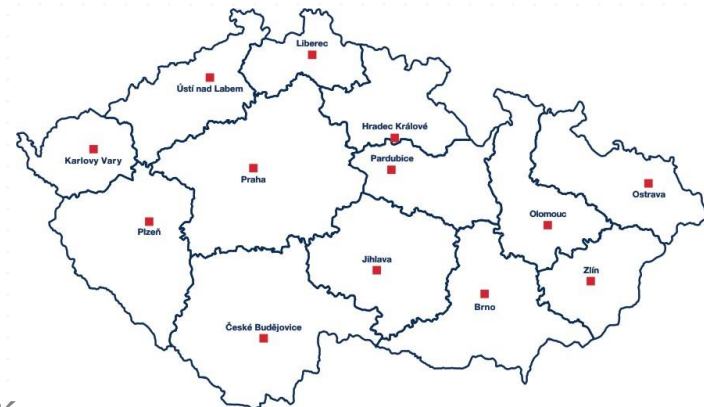 Liberec
Ústí nad Labem
Hradec Králové
Karlovy Vary
Pardubice
Praha
Ostrava
Olomouc
Plzeň
Jihlava
Zlín
Brno
České Budějovice